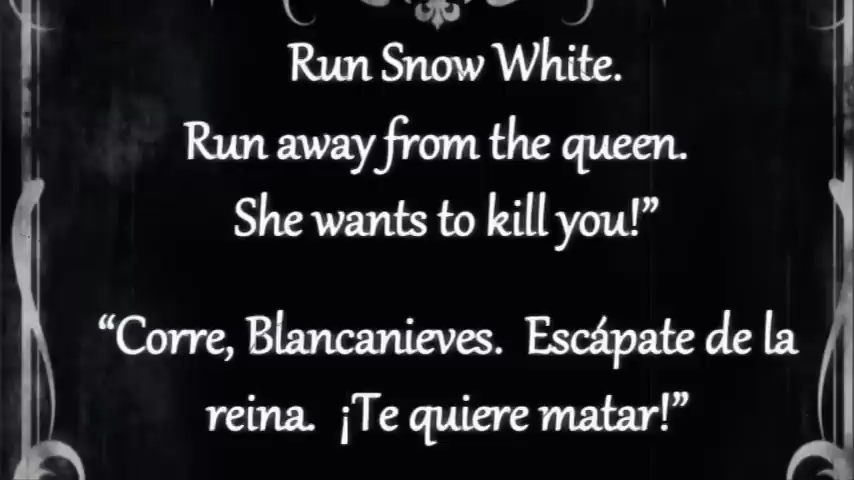 Run Snow White.
Run away from the queen.
She wants to kill you!”
“Corre, Blancanieves. Escápate de la
reina. ¡Te quiere matar!”